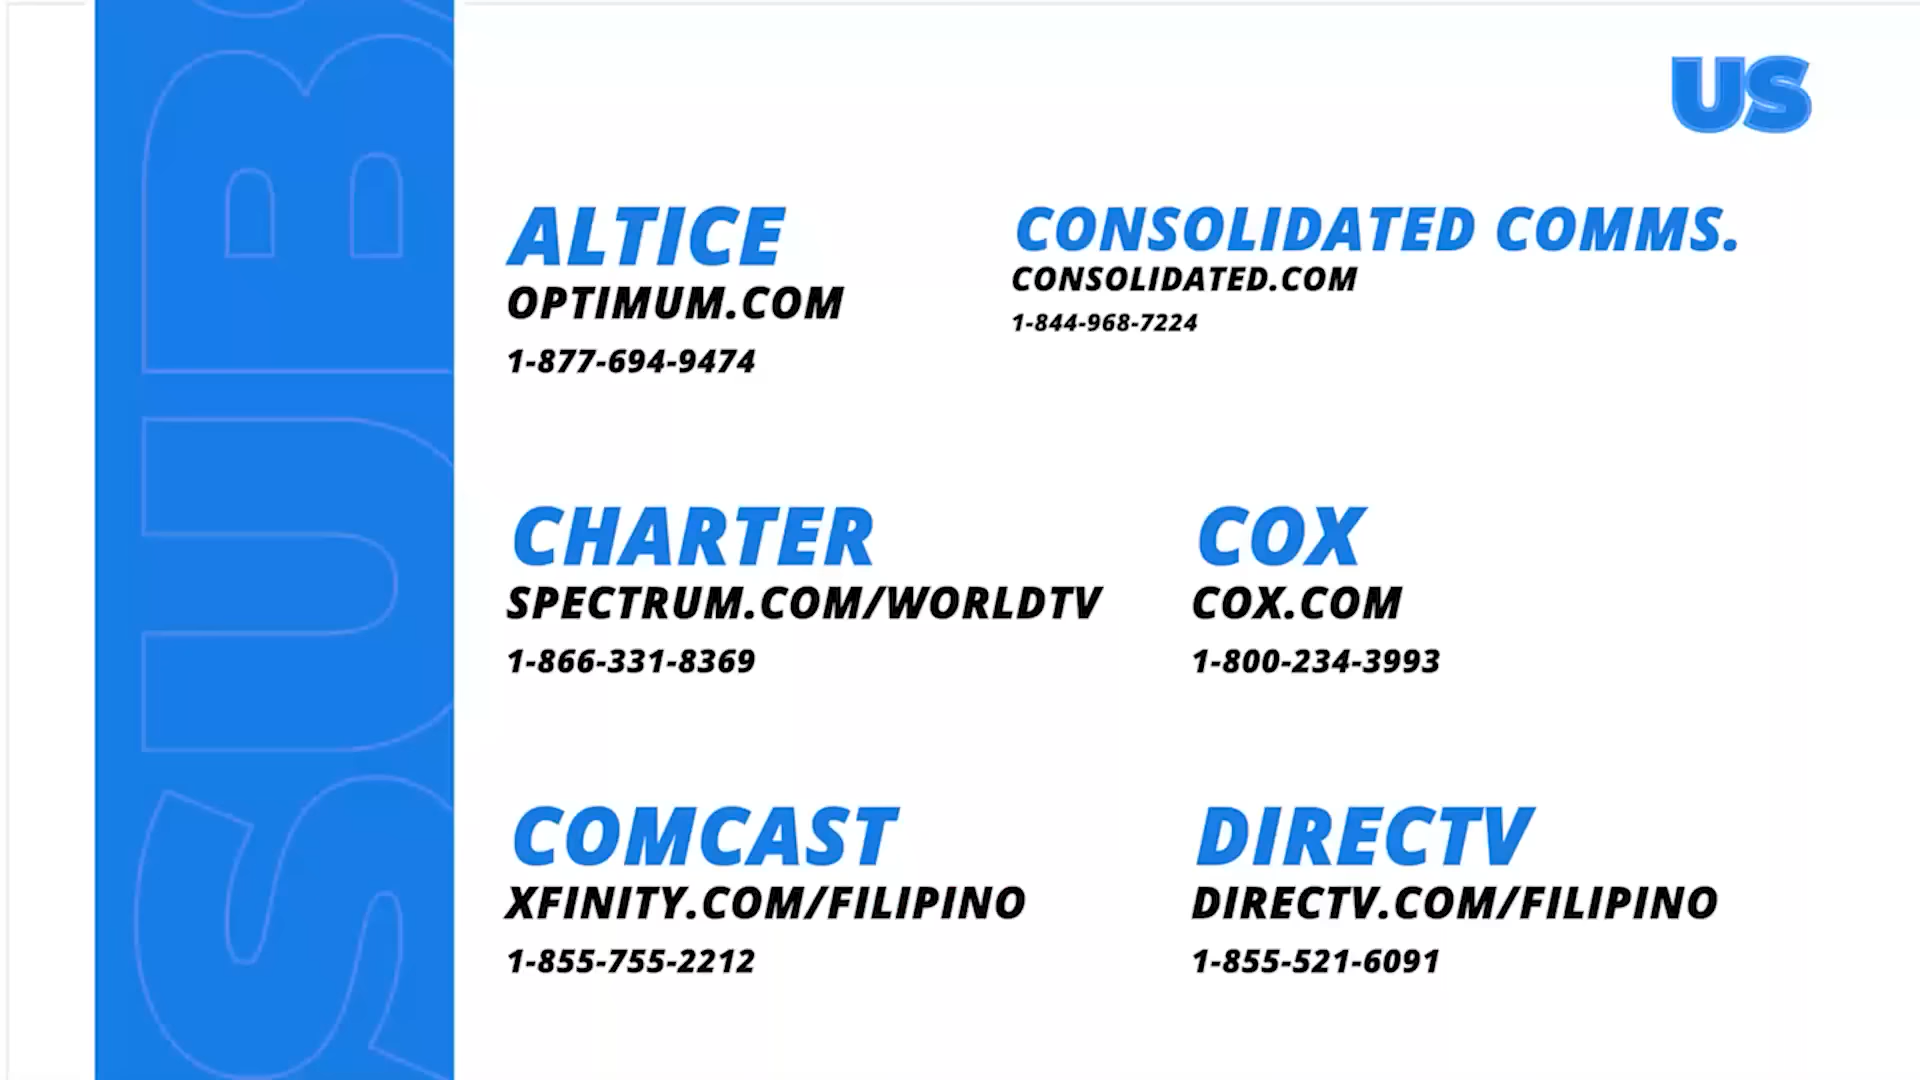 US
ALTICE
OPTIMUM.COM
1-877-694-9474
CONSOLIDATED COMMS.
CONSOLIDATED.COM
1-844-968-7224
CHARTER
SPECTRUM.COM/WORLDTV
1-866-331-8369
COX
COX.COM
1-800-234-3993
COMCAST
XFINITY.COM/FILIPINO
1-855-755-2212
DIRECTV
DIRECTV.COM/FILIPINO
1-855-521-6091
SUB